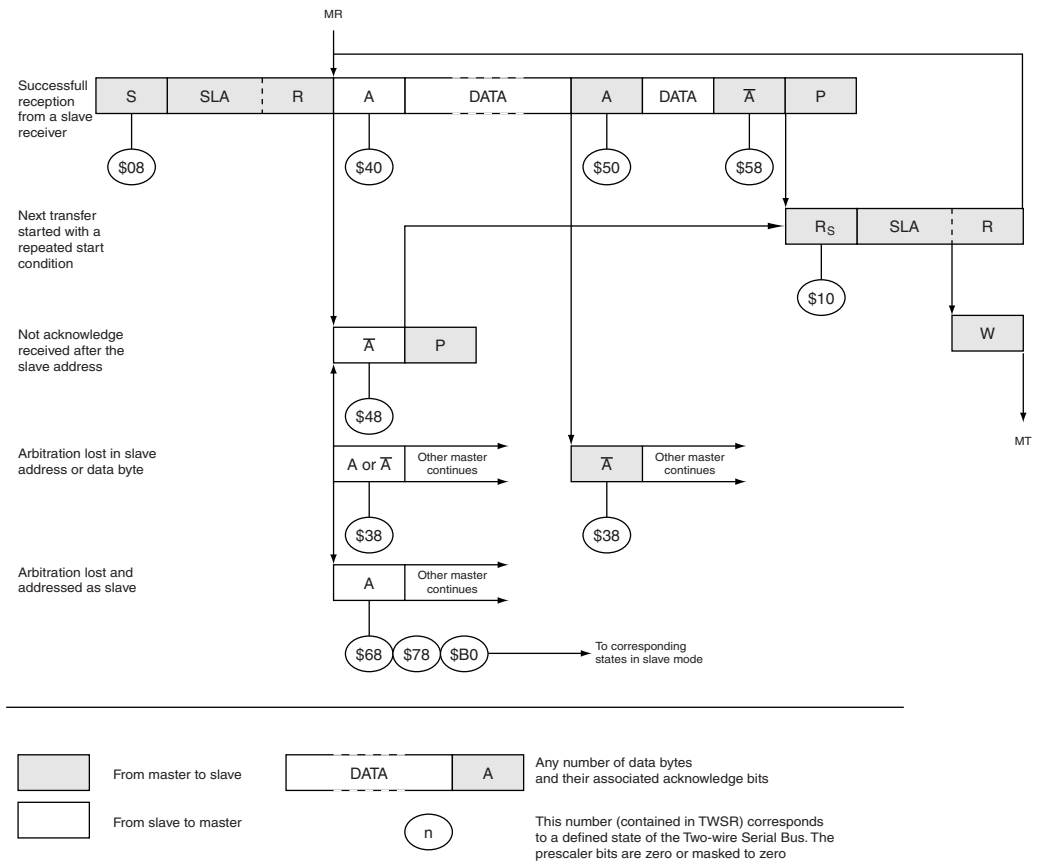 MR
Successfull
reception
from a slave
receiver
S SLA R A DATA A DATA A̅ P
$08 $40 $50 $58
Next transfer
started with a
repeated start
condition
RS SLA R
$10
Not acknowledge
received after the
slave address
A̅ P
W
$48
MT
Arbitration lost in slave
address or data byte
A or A̅ Other master
continues
A̅ Other master
continues
$38 $38
Arbitration lost and
addressed as slave
A Other master
continues
$68 $78 $B0 To corresponding
states in slave mode
From master to slave
DATA A Any number of data bytes
and their associated acknowledge bits
From slave to master
n This number (contained in TWSR) corresponds
to a defined state of the Two-wire Serial Bus. The
prescaler bits are zero or masked to zero